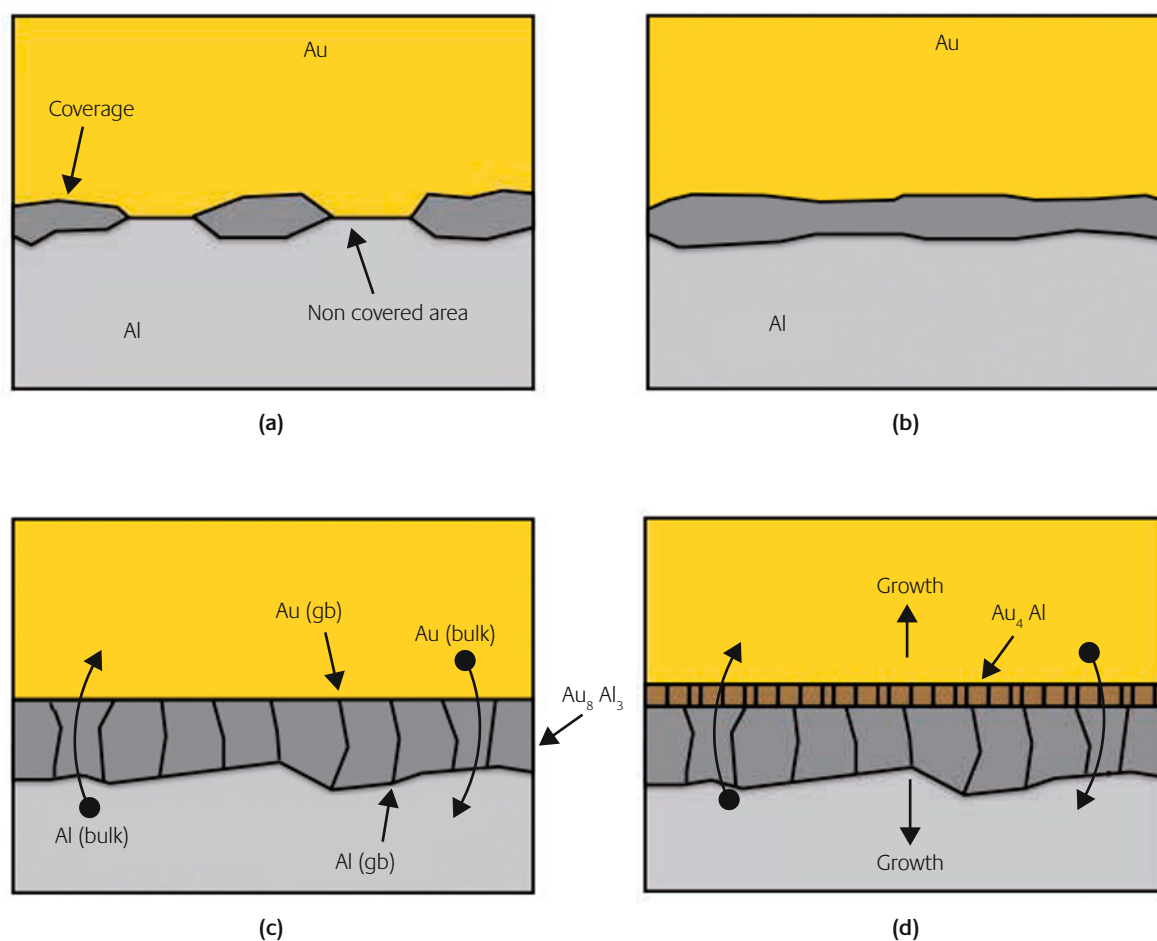 Au
Coverage
Non covered area
Al
(a)
Au
Al
(b)
Au (gb)
Au (bulk)
Au₈ Al₃
Al (bulk)
Al (gb)
(c)
Growth
Au₄ Al
Growth
(d)